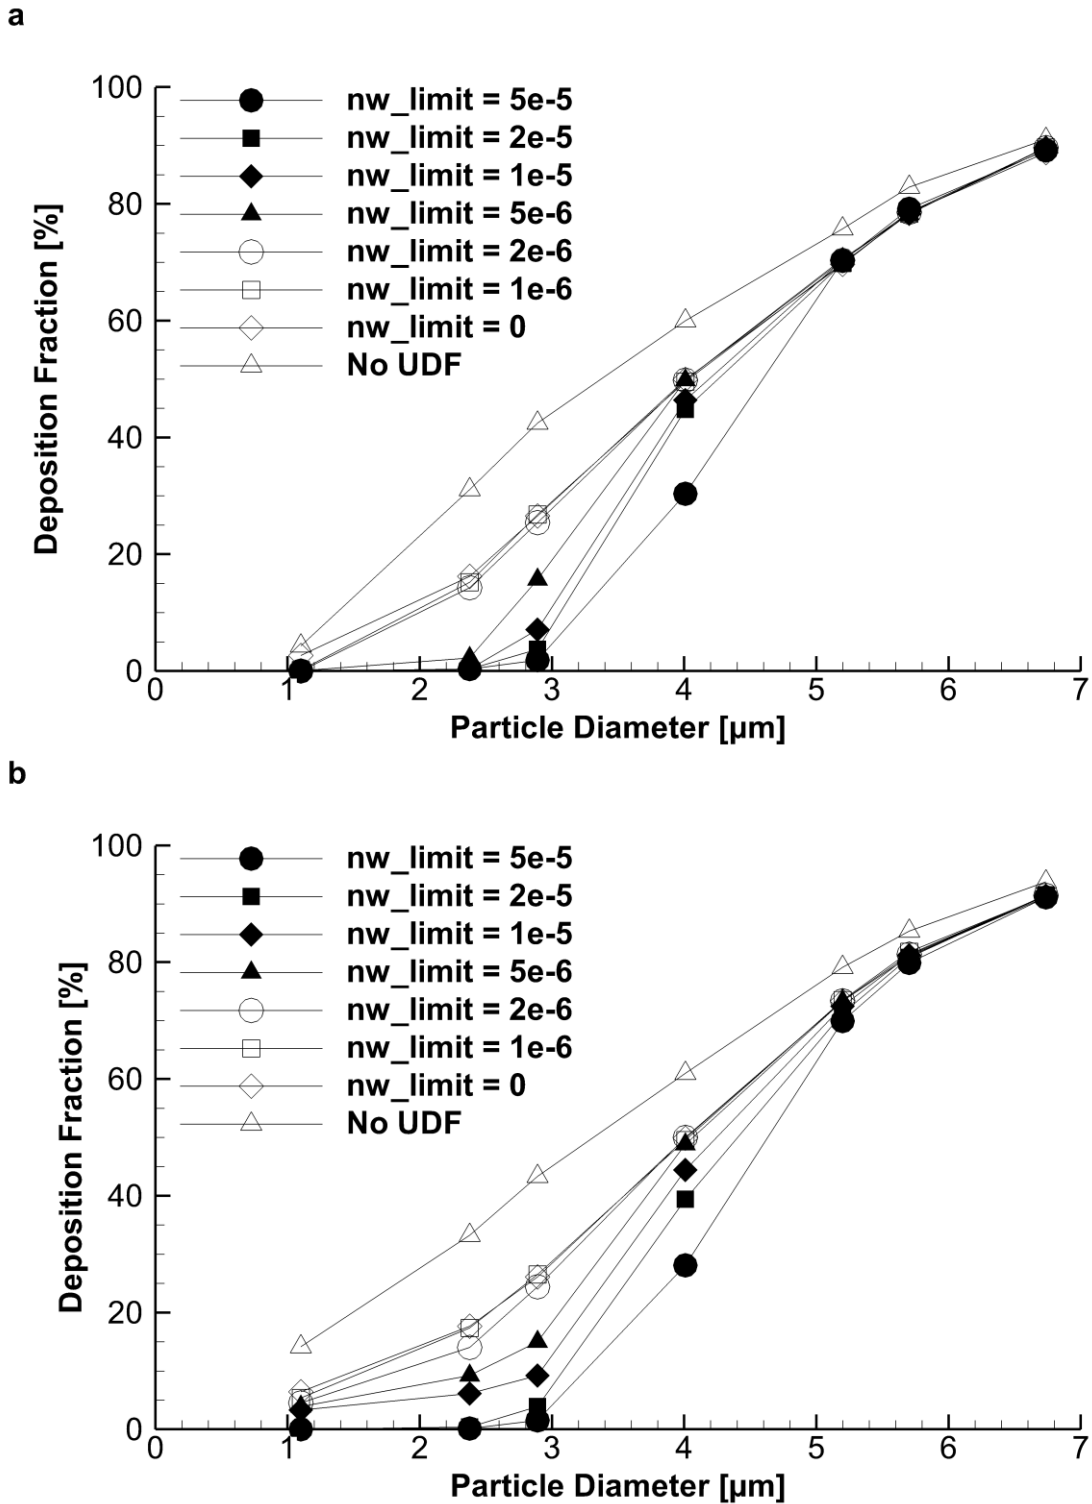 a
100
80
60
40
20
0
Deposition Fraction [%]
nw_limit = 5e-5
nw_limit = 2e-5
nw_limit = 1e-5
nw_limit = 5e-6
nw_limit = 2e-6
nw_limit = 1e-6
nw_limit = 0
No UDF
0 1 2 3 4 5 6 7
Particle Diameter [µm]
b
100
80
60
40
20
0
Deposition Fraction [%]
nw_limit = 5e-5
nw_limit = 2e-5
nw_limit = 1e-5
nw_limit = 5e-6
nw_limit = 2e-6
nw_limit = 1e-6
nw_limit = 0
No UDF
0 1 2 3 4 5 6 7
Particle Diameter [µm]